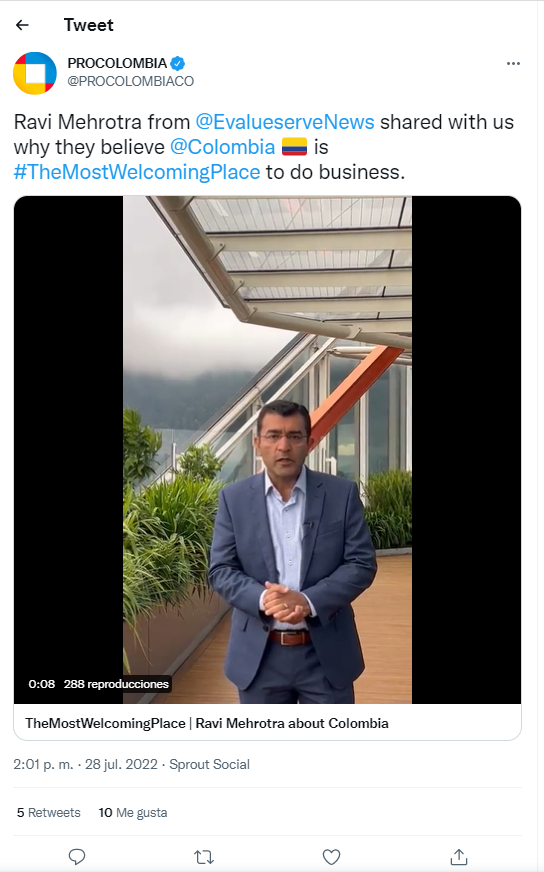 Tweet
PROCOLOMBIA
@PROCOLOMBIACO
Ravi Mehrotra from @EvalueserveNews shared with us
why they believe @Colombia 🇨🇴 is
#TheMostWelcomingPlace to do business.
0:08 288 reproducciones
TheMostWelcomingPlace | Ravi Mehrotra about Colombia
2:01 p. m. · 28 jul. 2022 · Sprout Social
5 Retweets 10 Me gusta